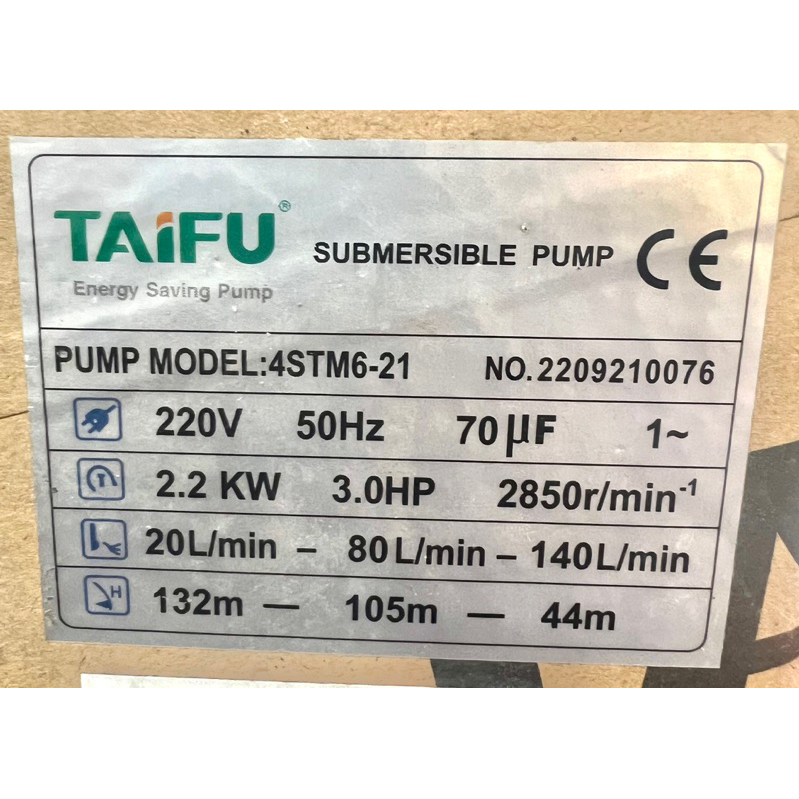 TAiFU® SUBMERSIBLE PUMP CE
Energy Saving Pump
PUMP MODEL:4STM6-21 NO.2209210076
220V 50Hz 70µF 1~
2.2 KW 3.0HP 2850r/min⁻¹
20L/min – 80L/min – 140L/min
H 132m — 105m — 44m